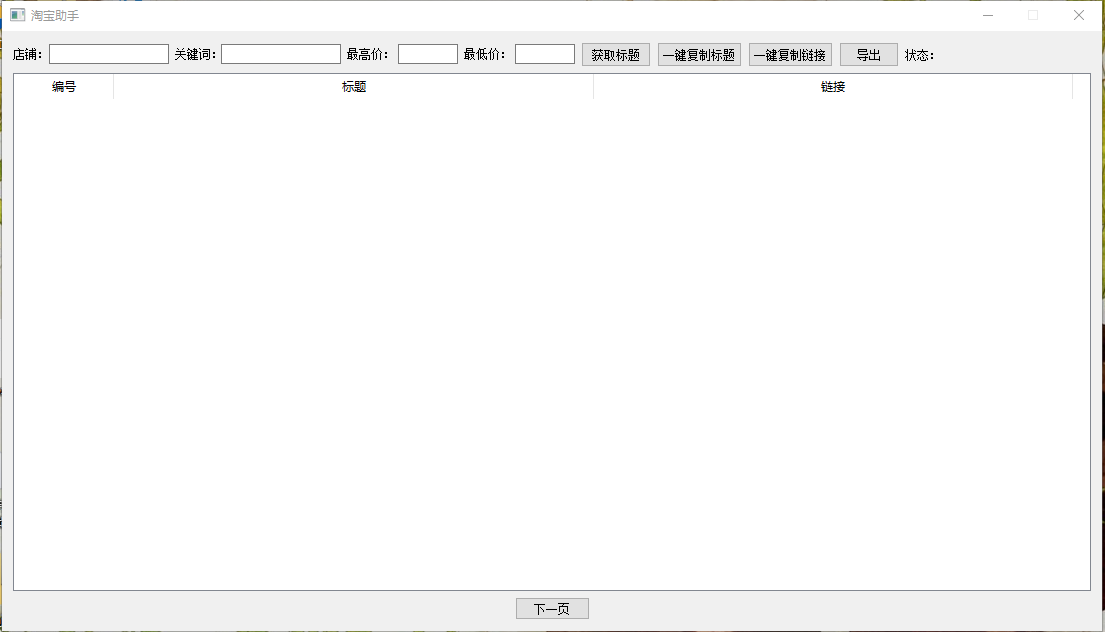 淘宝助手
店铺： 关键词： 最高价： 最低价： 获取标题 一键复制标题 一键复制链接 导出 状态：
编号 标题 链接
下一页